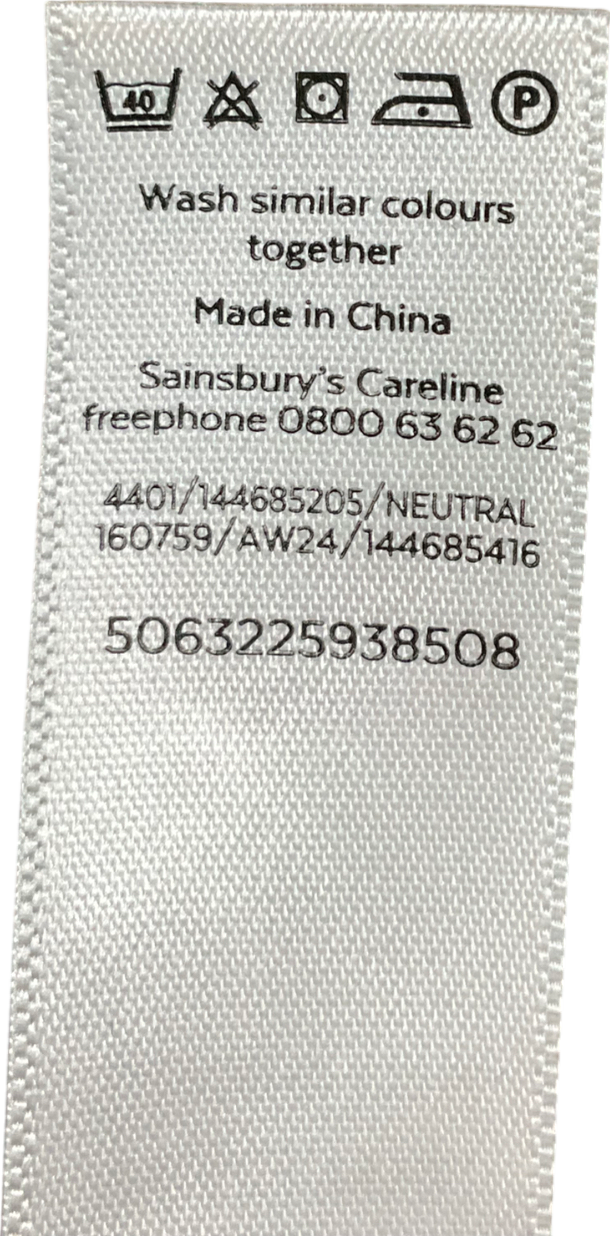 40 P
Wash similar colours
together
Made in China
Sainsbury's Careline
freephone 0800 63 62 62
4401/144685205/NEUTRAL
160759/AW24/144685416
5063225938508